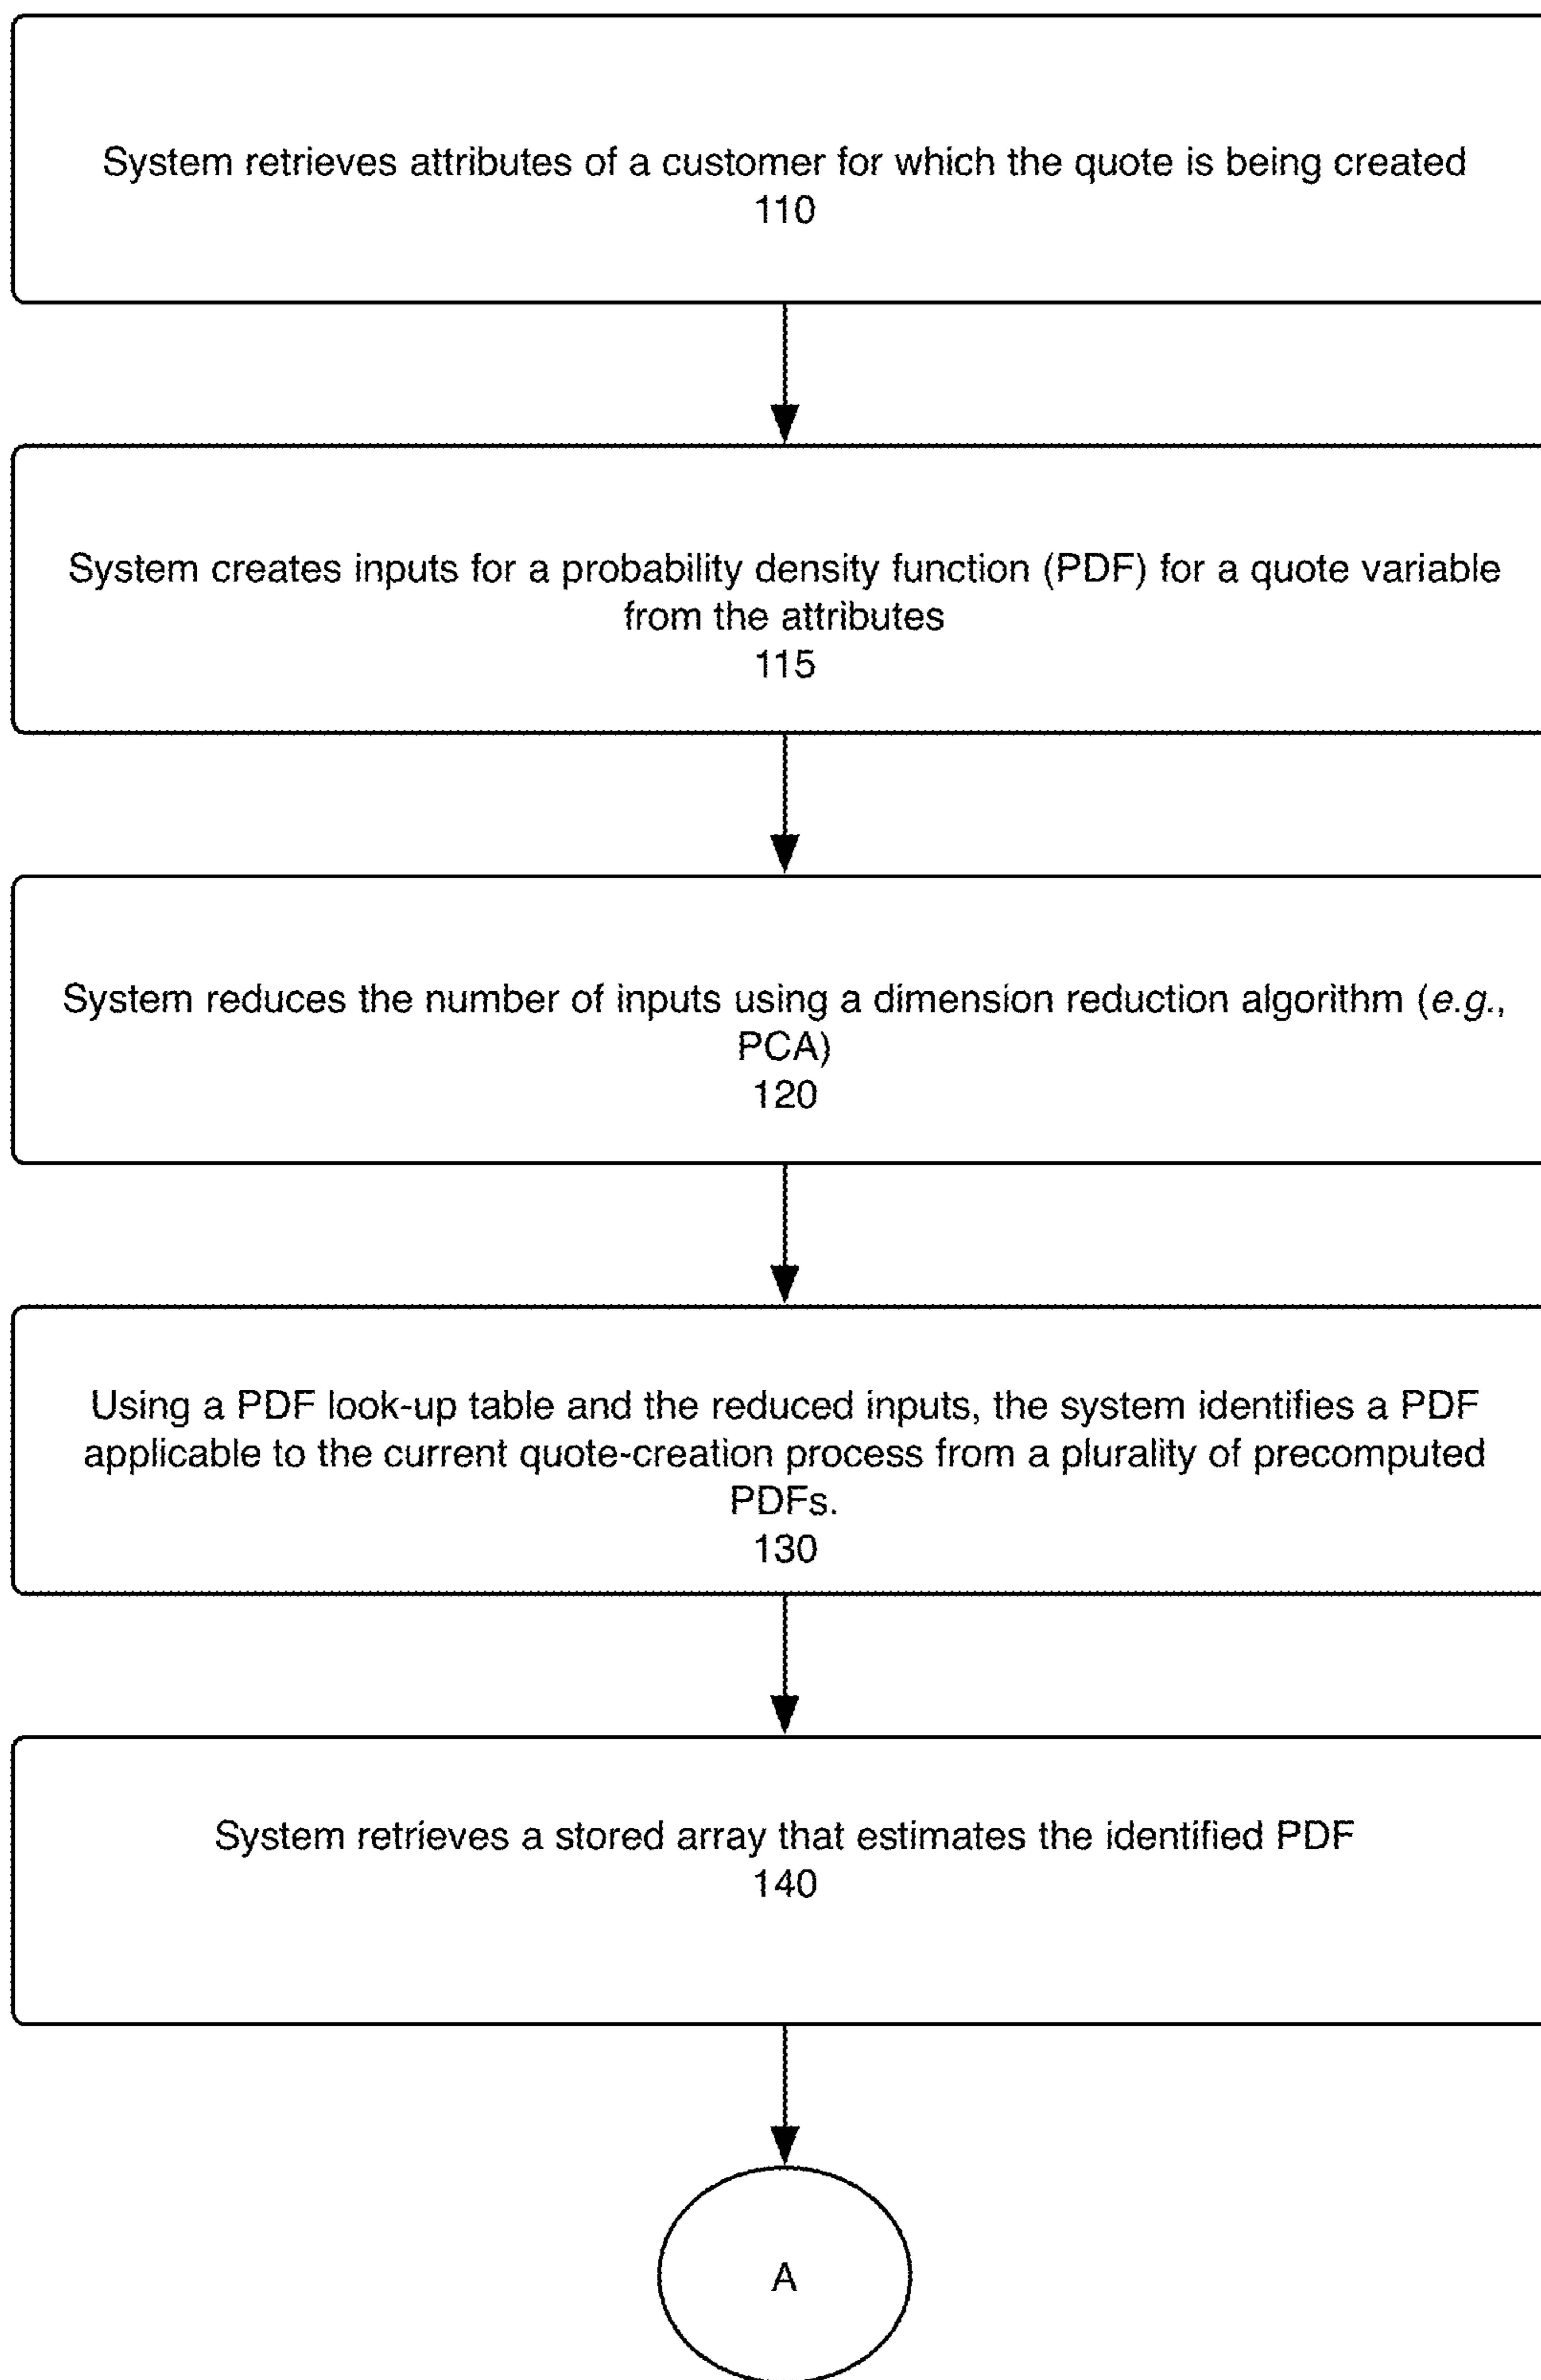 System retrieves attributes of a customer for which the quote is being created
110
System creates inputs for a probability density function (PDF) for a quote variable
from the attributes
115
System reduces the number of inputs using a dimension reduction algorithm (e.g.,
PCA)
120
Using a PDF look-up table and the reduced inputs, the system identifies a PDF
applicable to the current quote-creation process from a plurality of precomputed
PDFs.
130
System retrieves a stored array that estimates the identified PDF
140
A